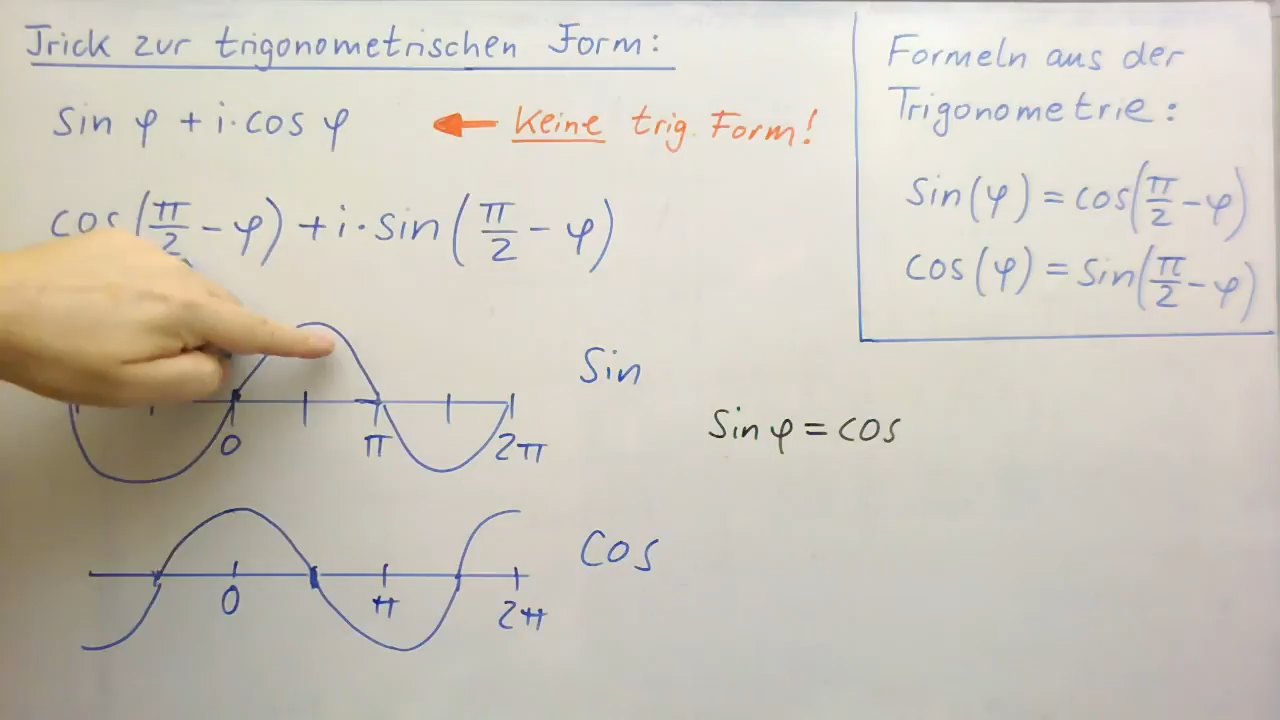 Trick zur trigonometrischen Form:
sin φ + i·cos φ
Keine trig. Form!
cos(π/2 − φ) + i·sin(π/2 − φ)
Formeln aus der
Trigonometrie:
sin(φ) = cos(π/2 − φ)
cos(φ) = sin(π/2 − φ)
Sin
0 π 2π
Sin φ = cos
Cos
0 π 2π